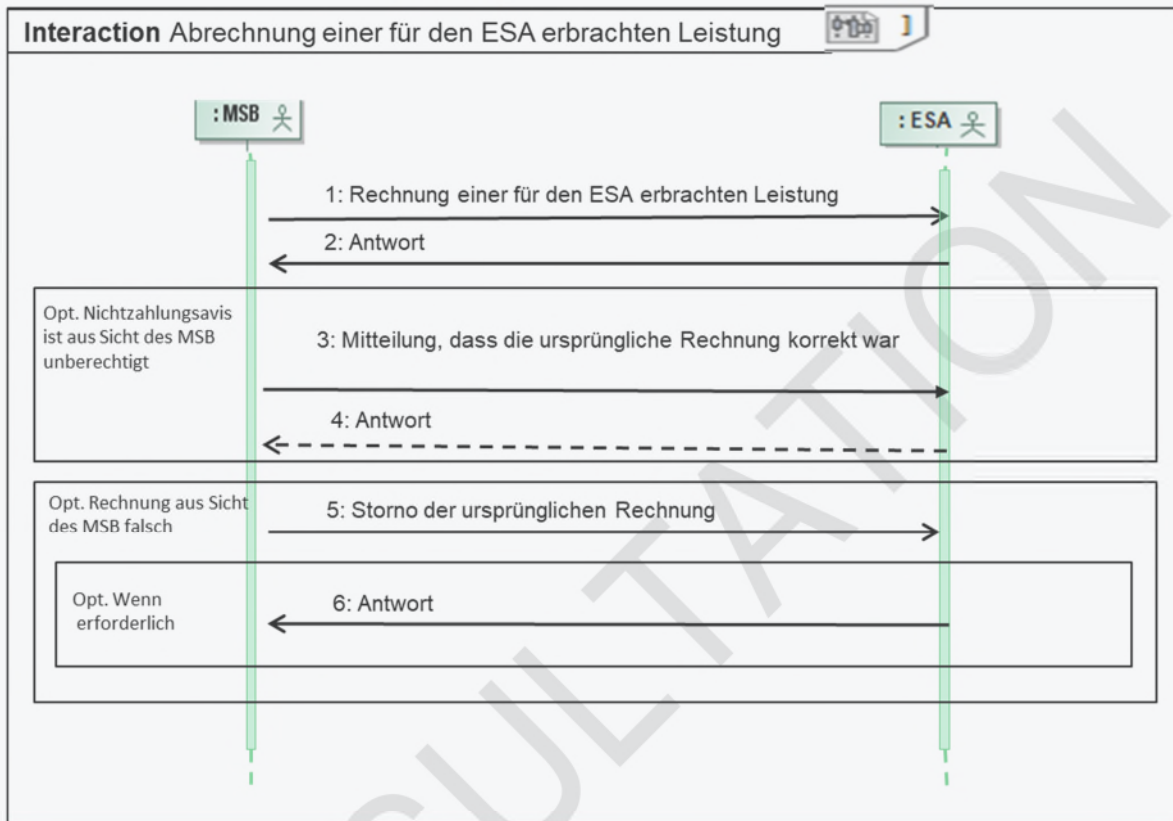 Interaction Abrechnung einer für den ESA erbrachten Leistung
: MSB
: ESA
1: Rechnung einer für den ESA erbrachten Leistung
2: Antwort
Opt. Nichtzahlungsavis
ist aus Sicht des MSB
unberechtigt
3: Mitteilung, dass die ursprüngliche Rechnung korrekt war
4: Antwort
Opt. Rechnung aus Sicht
des MSB falsch
5: Storno der ursprünglichen Rechnung
Opt. Wenn
erforderlich
6: Antwort
SULTATION